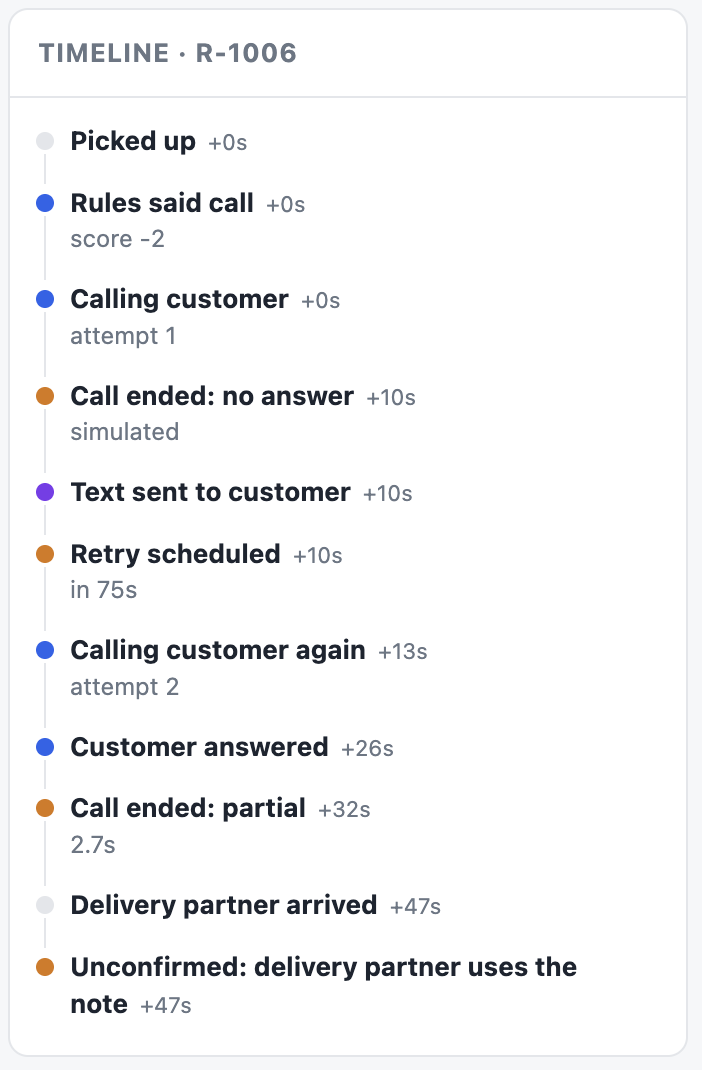 TIMELINE · R-1006
Picked up +0s
Rules said call +0s
score -2
Calling customer +0s
attempt 1
Call ended: no answer +10s
simulated
Text sent to customer +10s
Retry scheduled +10s
in 75s
Calling customer again +13s
attempt 2
Customer answered +26s
Call ended: partial +32s
2.7s
Delivery partner arrived +47s
Unconfirmed: delivery partner uses the
note +47s